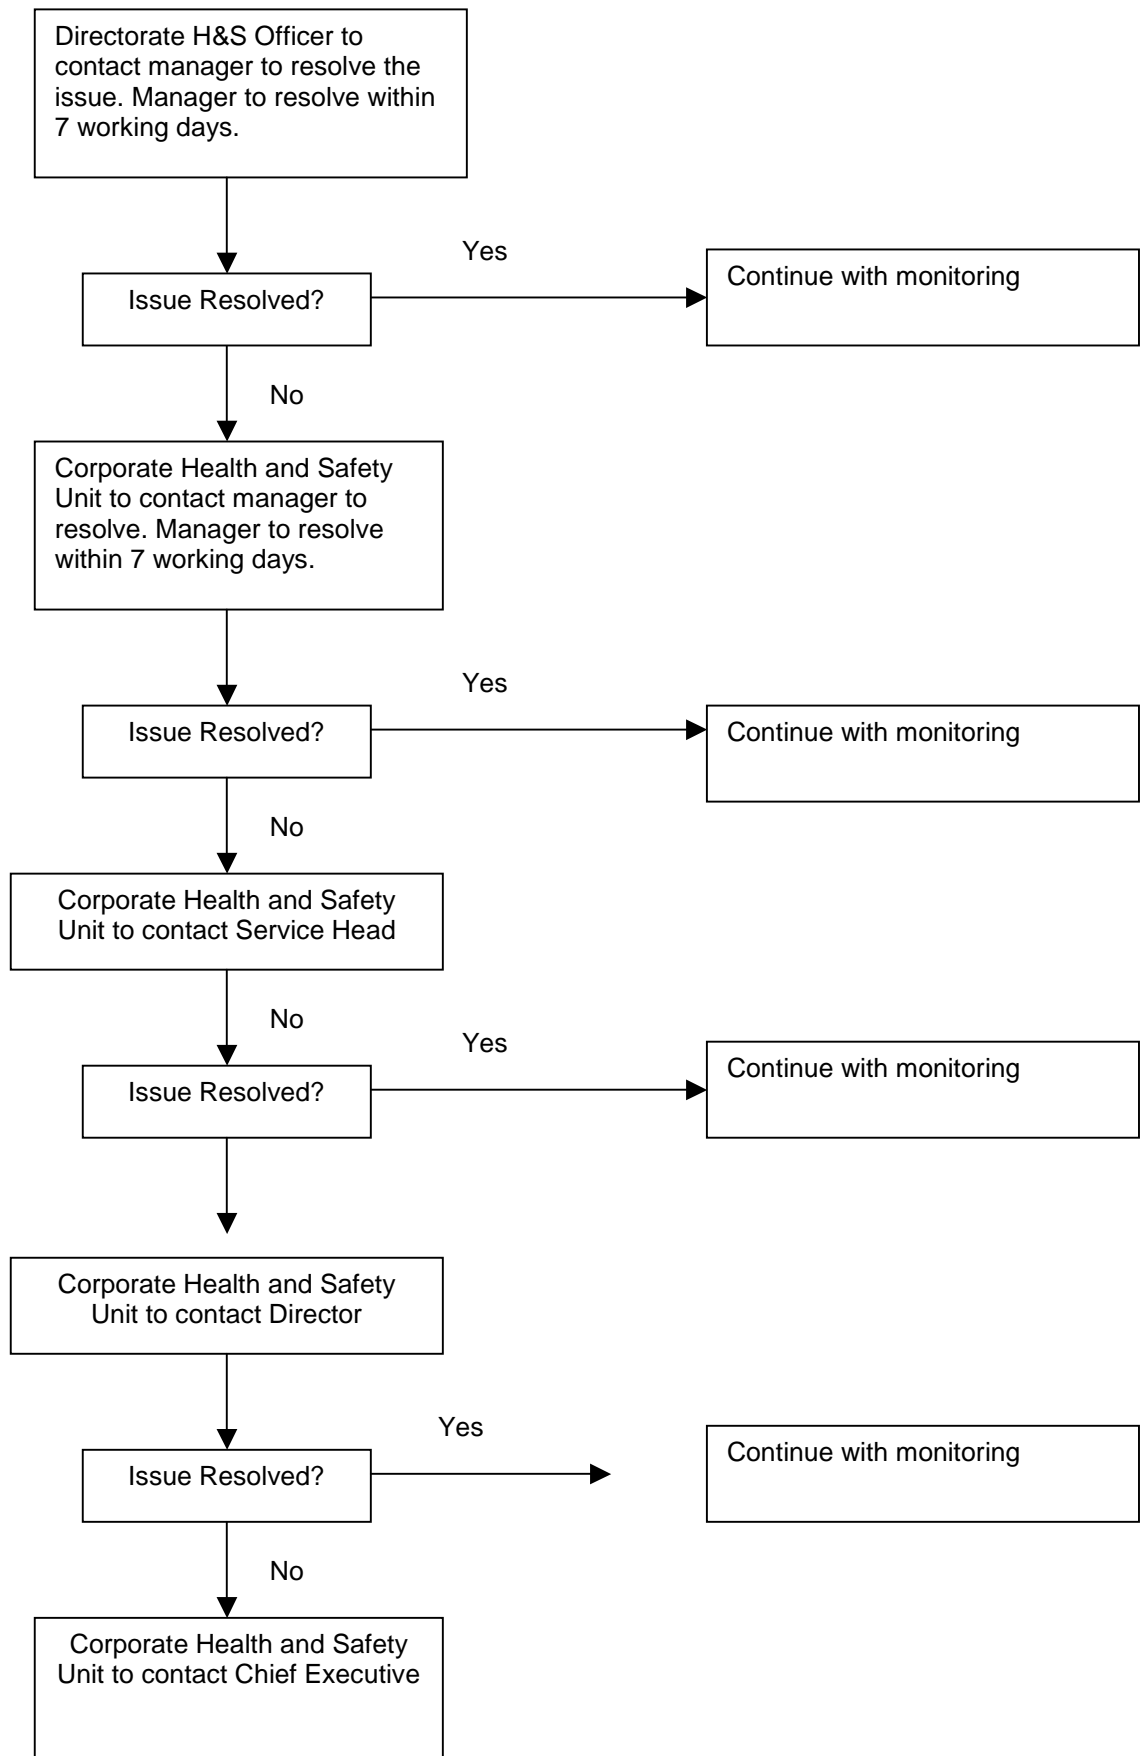 Directorate H&S Officer to
contact manager to resolve the
issue. Manager to resolve within
7 working days.
Yes
Issue Resolved?
Continue with monitoring
No
Corporate Health and Safety
Unit to contact manager to
resolve. Manager to resolve
within 7 working days.
Yes
Issue Resolved?
Continue with monitoring
No
Corporate Health and Safety
Unit to contact Service Head
No
Yes
Issue Resolved?
Continue with monitoring
Corporate Health and Safety
Unit to contact Director
Yes
Issue Resolved?
Continue with monitoring
No
Corporate Health and Safety
Unit to contact Chief Executive